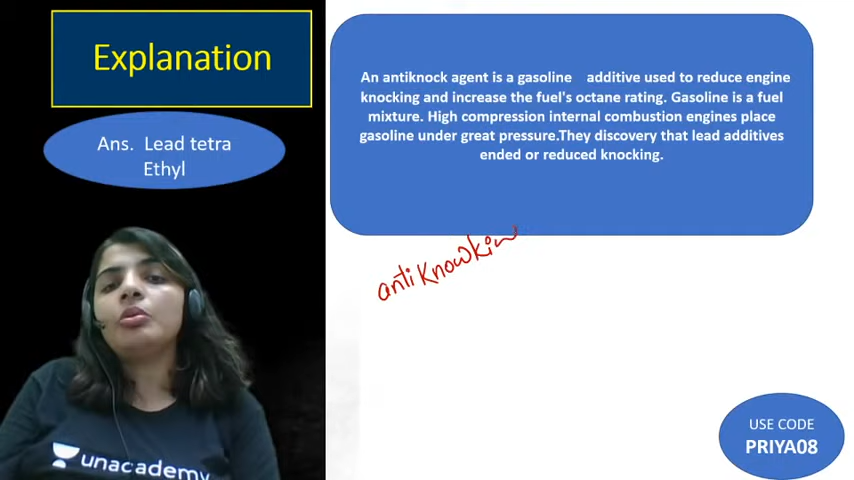 Explanation
Ans. Lead tetra
Ethyl
An antiknock agent is a gasoline additive used to reduce engine
knocking and increase the fuel's octane rating. Gasoline is a fuel
mixture. High compression internal combustion engines place
gasoline under great pressure.They discovery that lead additives
ended or reduced knocking.
anti
unacademy
USE CODE
PRIYA08